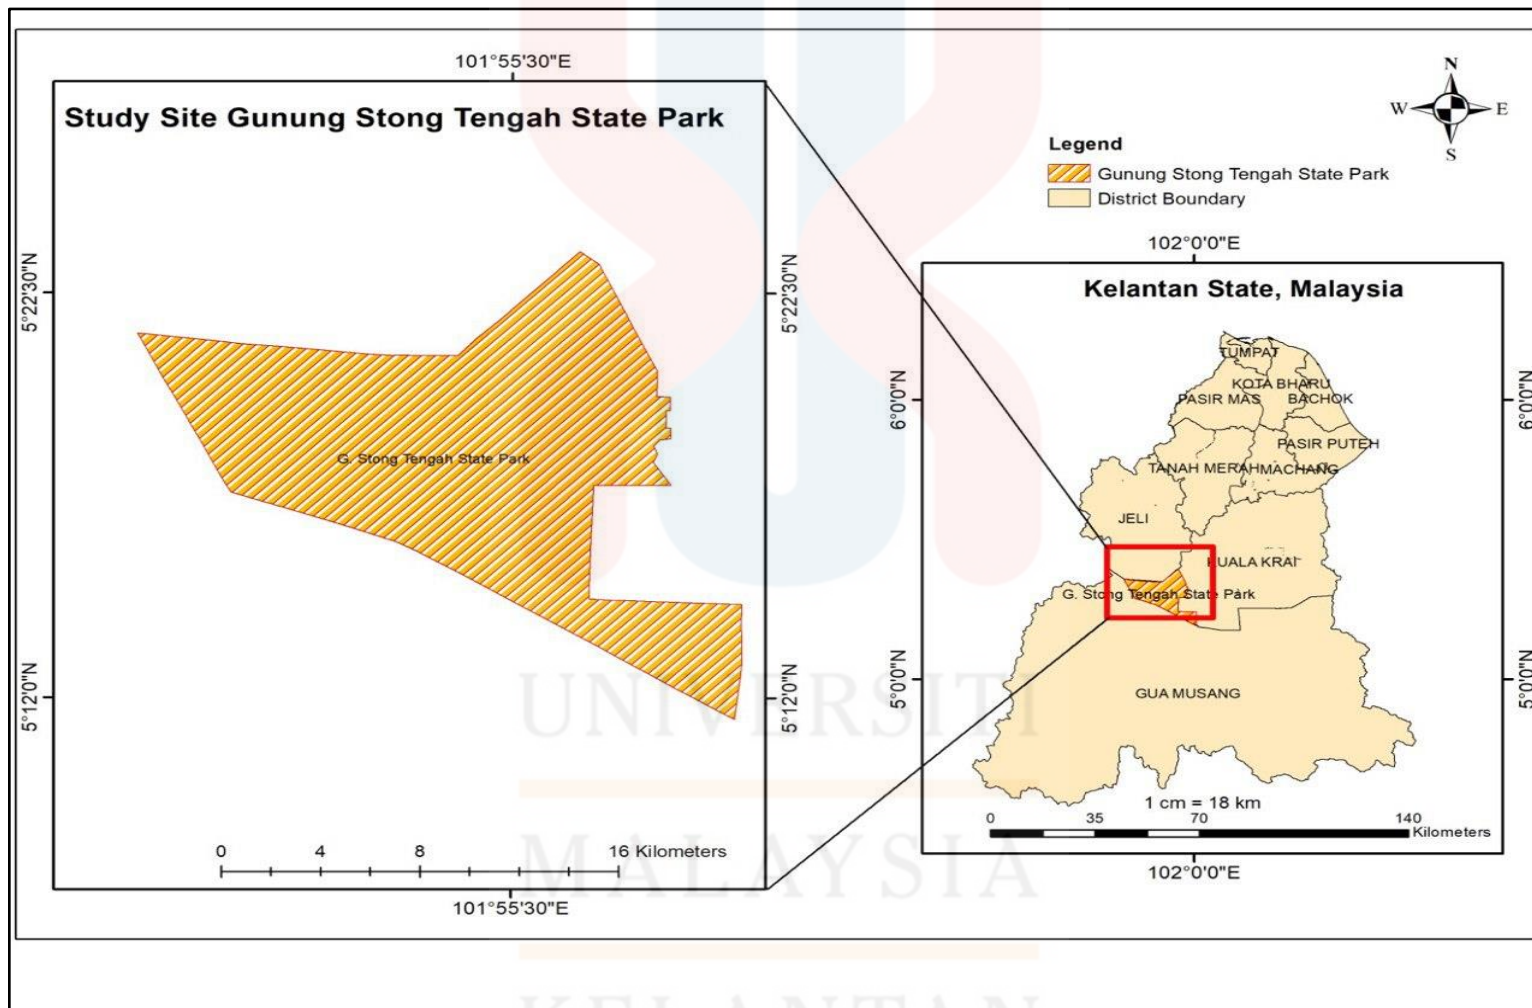 101°55'30"E
Study Site Gunung Stong Tengah State Park
5°22'30"N
5°22'30"N
G. Stong Tengah State Park
5°12'0"N
5°12'0"N
0 4 8 16 Kilometers
101°55'30"E
N
W E
S
Legend
Gunung Stong Tengah State Park
District Boundary
102°0'0"E
Kelantan State, Malaysia
TUMPAT
KOTA BHARU
PASIR MAS
BACHOK
6°0'0"N
6°0'0"N
PASIR PUTEH
TANAH MERAH
MACHANG
JELI
KUALA KRAI
G. Stong Tengah State Park
5°0'0"N
5°0'0"N
GUA MUSANG
1 cm = 18 km
0 35 70 140
Kilometers
102°0'0"E
UNIVERSITI
MALAYSIA
KELANTAN